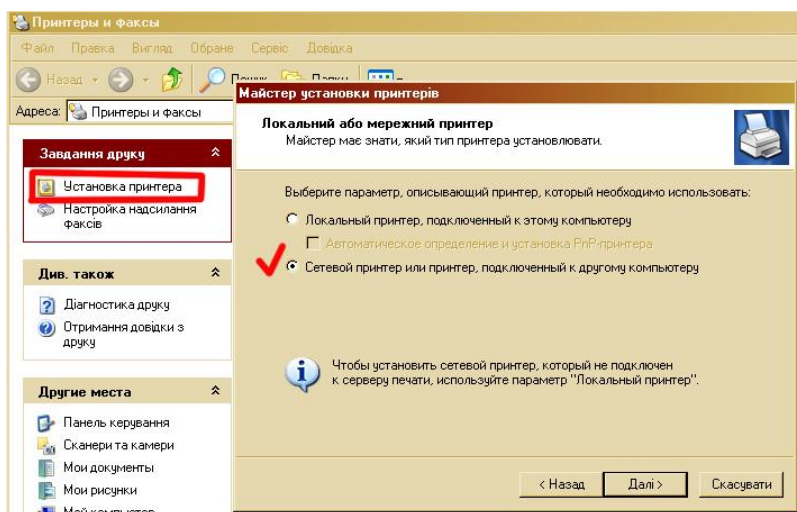 Принтеры и факсы
Файл Правка Вигляд Обране Сервіс Довідка
Назад
Адреса: Принтеры и факсы
Завдання друку
Установка принтера
Настройка надсилання
факсів
Див. також
Діагностика друку
Отримання довідки з
друку
Другие места
Панель керування
Сканери та камери
Мои документы
Мои рисунки
Мой компьютер
Майстер установки принтерів
Локальний або мережний принтер
Майстер має знати, який тип принтера установлювати.
Выберите параметр, описывающий принтер, который необходимо использовать:
Локальный принтер, подключенный к этому компьютеру
Автоматическое определение и установка PnP-принтера
Сетевой принтер или принтер, подключенный к другому компьютеру
Чтобы установить сетевой принтер, который не подключен
к серверу печати, используйте параметр "Локальный принтер".
< Назад Далі > Скасувати